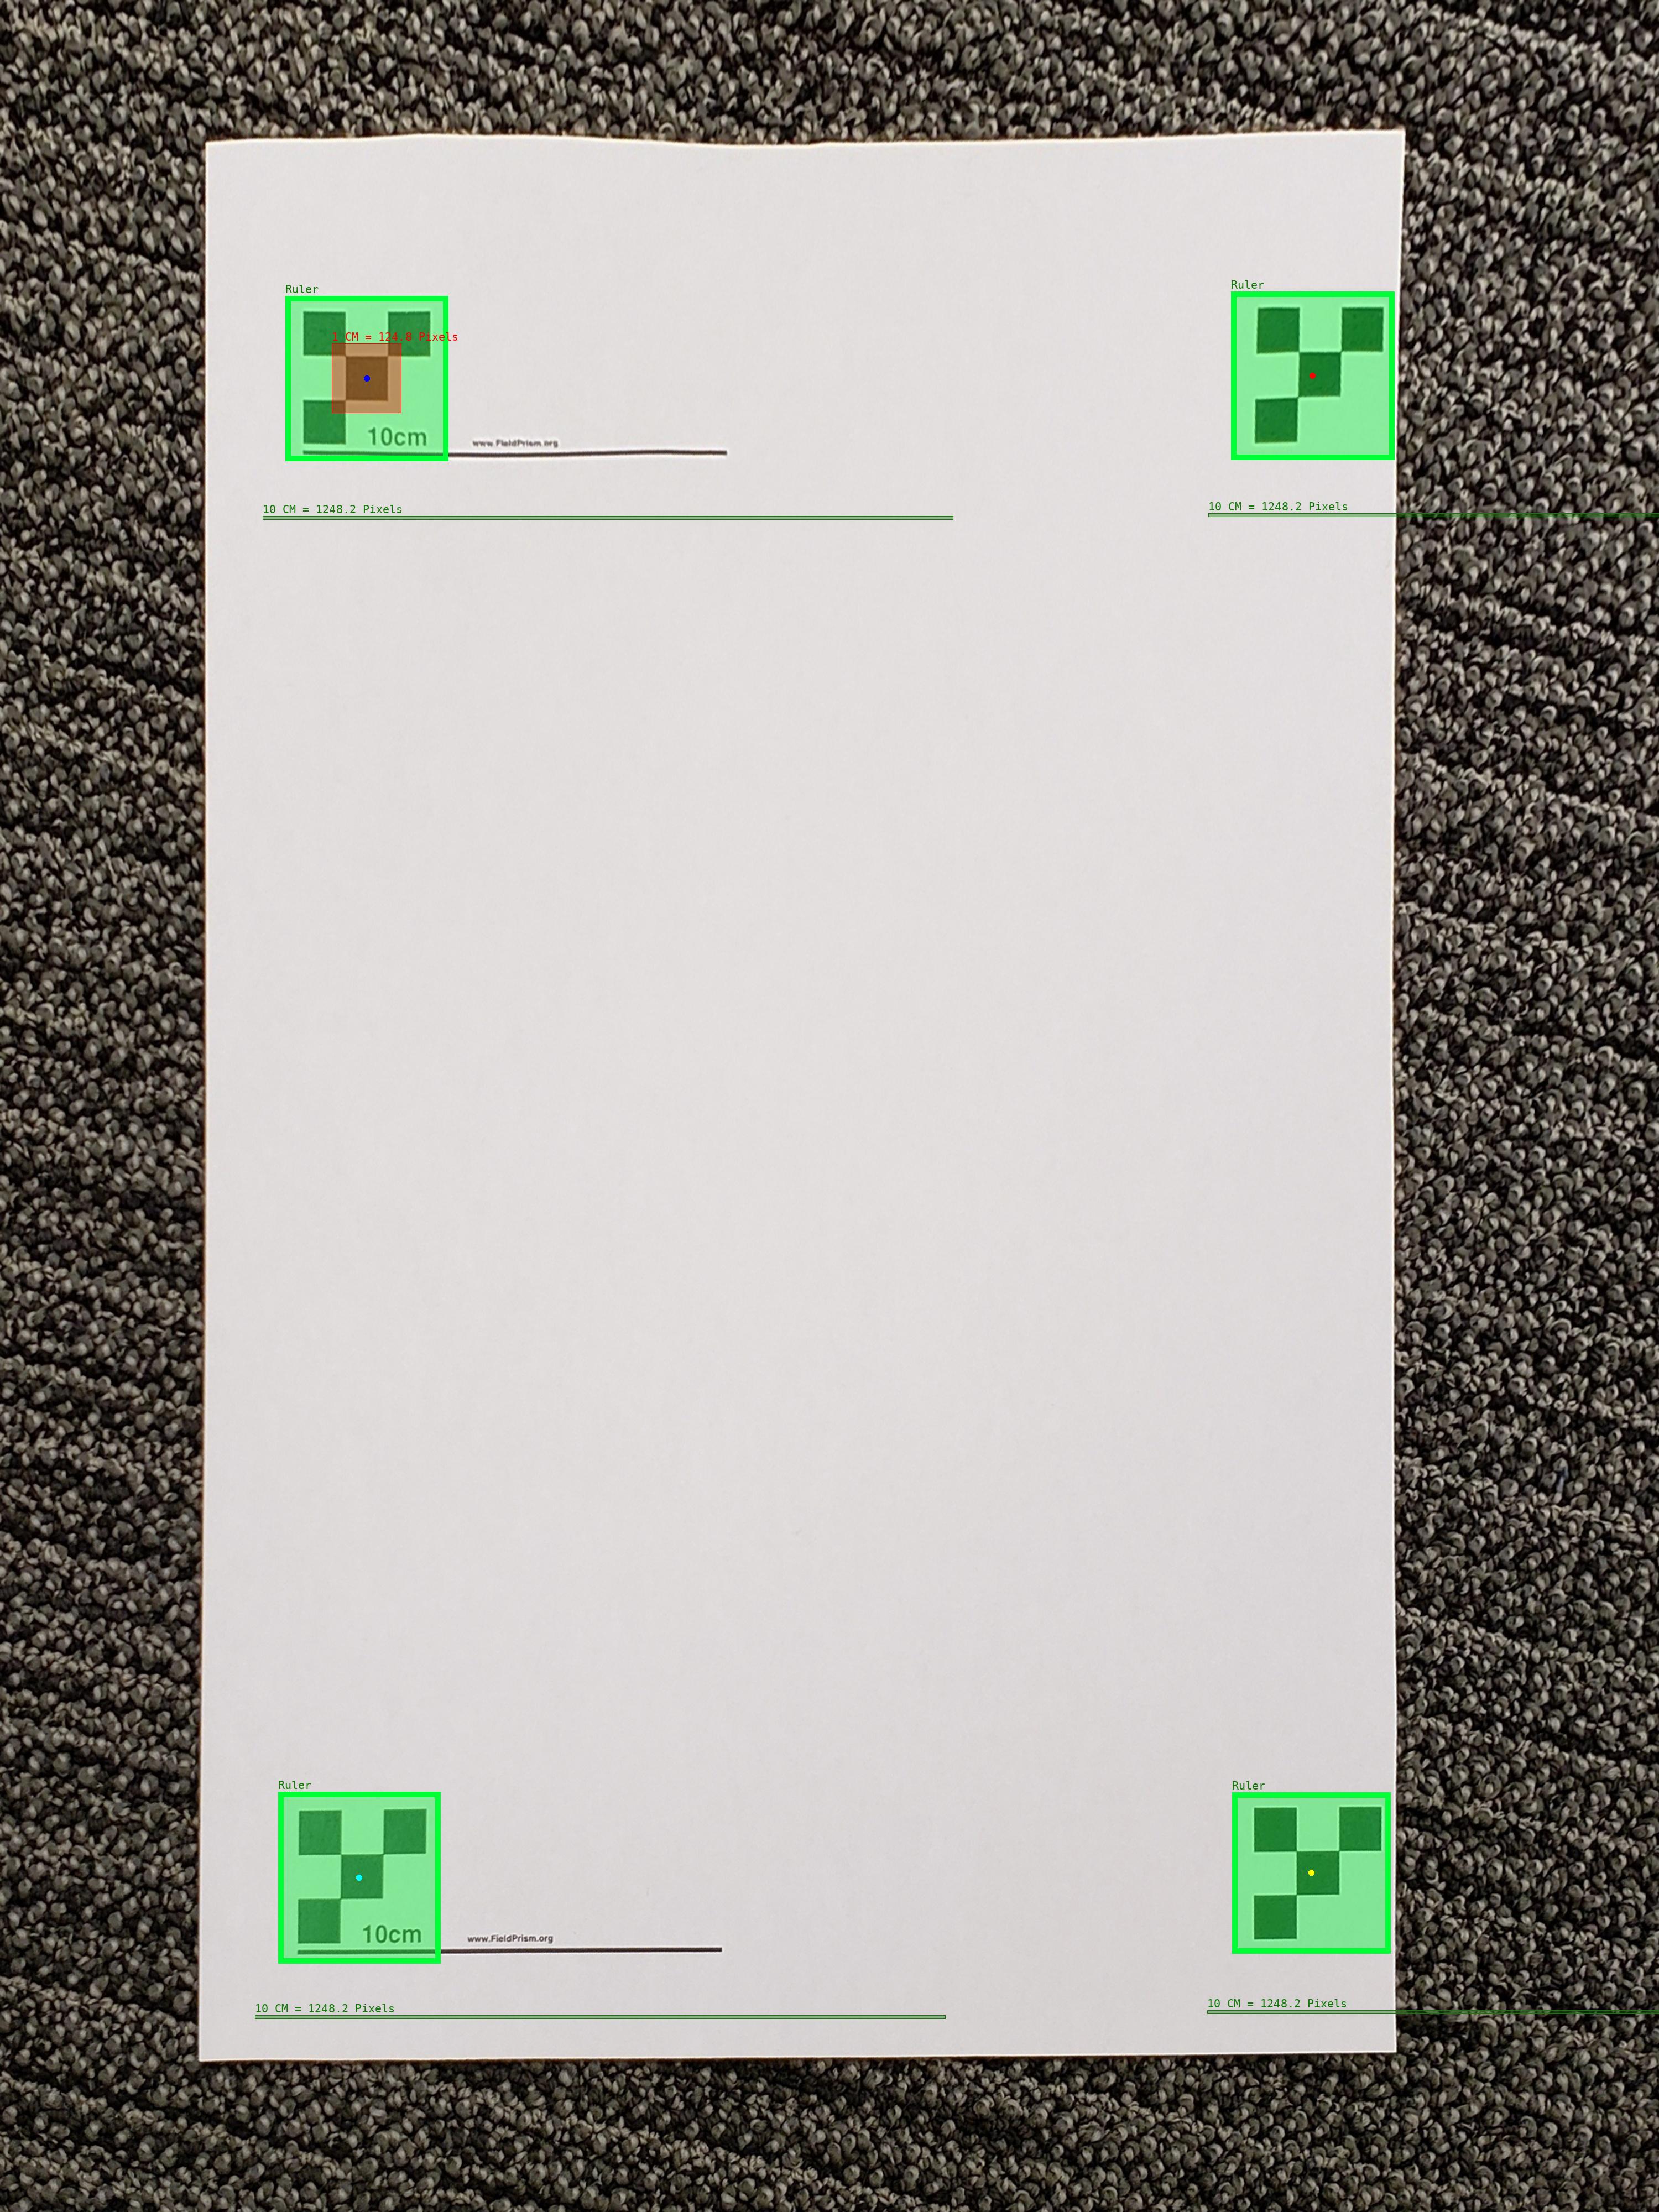 Ruler
Ruler
1 CM = 124.8 Pixels
10cm
www.FieldPrism.org
10 CM = 1248.2 Pixels
10 CM = 1248.2 Pixels
Ruler
Ruler
10cm
www.FieldPrism.org
10 CM = 1248.2 Pixels
10 CM = 1248.2 Pixels